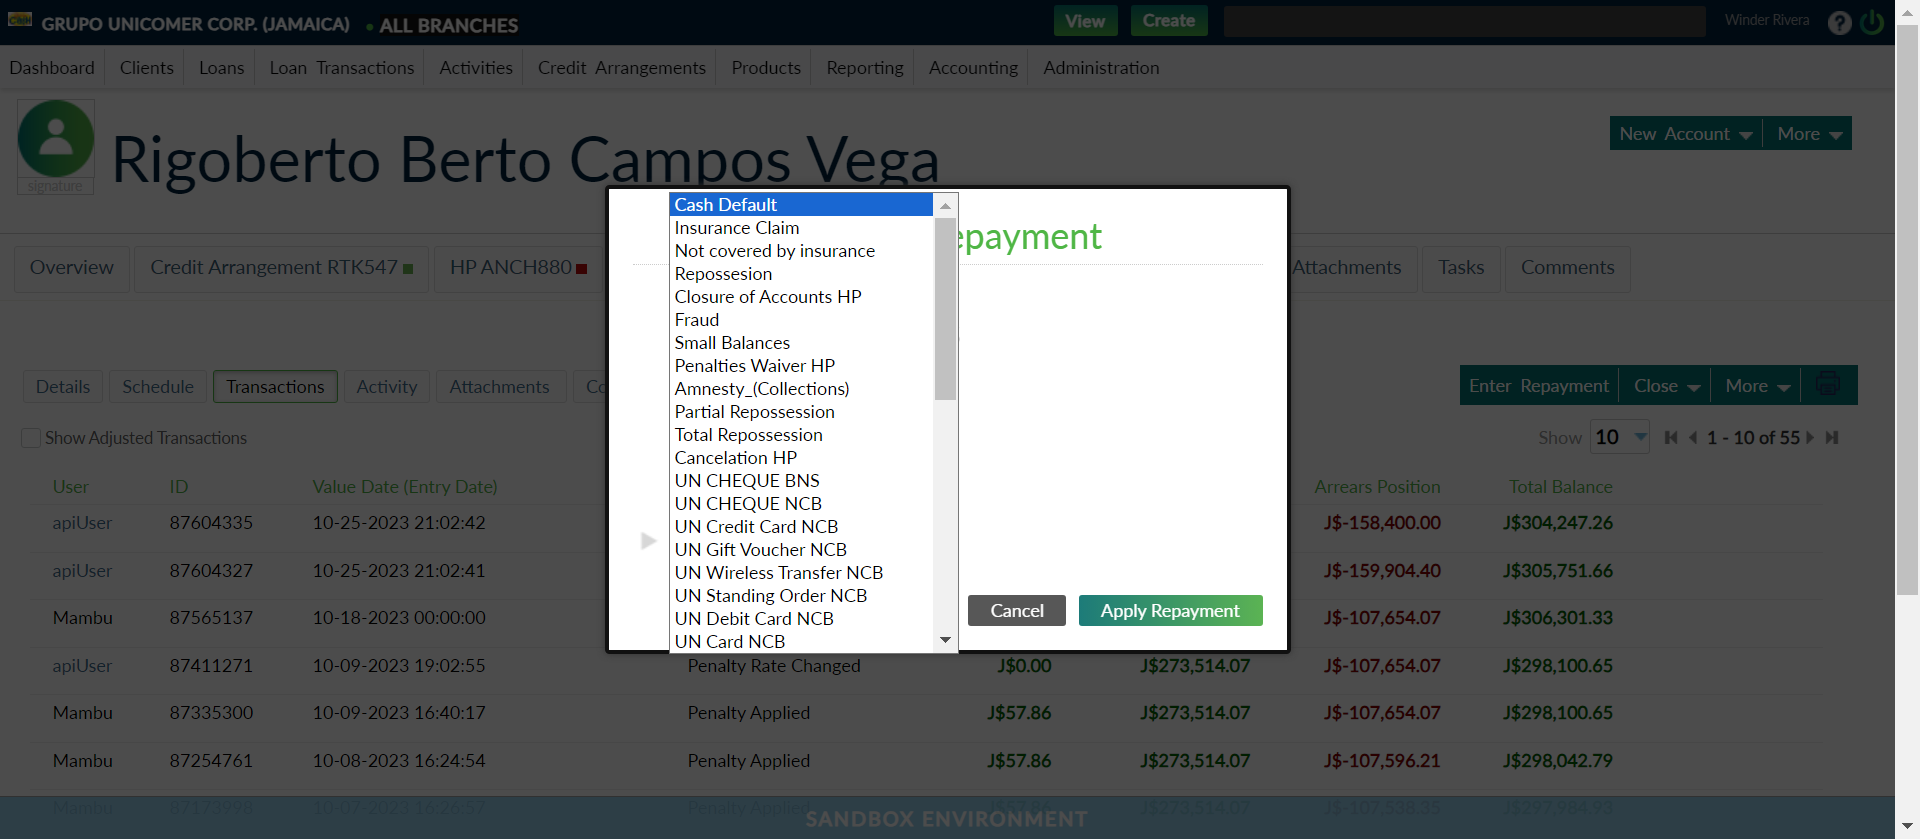 GRUPO UNICOMER CORP. (JAMAICA) ALL BRANCHES View Create Winder Rivera ?
Dashboard Clients Loans Loan Transactions Activities Credit Arrangements Products Reporting Accounting Administration
signature
Rigoberto Berto Campos Vega
New Account More
Overview Credit Arrangement RTK547 HP ANCH880 Attachments Tasks Comments
epayment
Cash Default
Insurance Claim
Not covered by insurance
Repossesion
Closure of Accounts HP
Fraud
Small Balances
Penalties Waiver HP
Amnesty_(Collections)
Partial Repossession
Total Repossession
Cancelation HP
UN CHEQUE BNS
UN CHEQUE NCB
UN Credit Card NCB
UN Gift Voucher NCB
UN Wireless Transfer NCB
UN Standing Order NCB
UN Debit Card NCB
UN Card NCB
Cancel Apply Repayment
Details Schedule Transactions Activity Attachments Co
Enter Repayment Close More
Show Adjusted Transactions
Show 10 1 - 10 of 55
User ID Value Date (Entry Date) Arrears Position Total Balance
apiUser 87604335 10-25-2023 21:02:42 J$-158,400.00 J$304,247.26
apiUser 87604327 10-25-2023 21:02:41 J$-159,904.40 J$305,751.66
Mambu 87565137 10-18-2023 00:00:00 J$-107,654.07 J$306,301.33
apiUser 87411271 10-09-2023 19:02:55 Penalty Rate Changed J$0.00 J$273,514.07 J$-107,654.07 J$298,100.65
Mambu 87335300 10-09-2023 16:40:17 Penalty Applied J$57.86 J$273,514.07 J$-107,654.07 J$298,100.65
Mambu 87254761 10-08-2023 16:24:54 Penalty Applied J$57.86 J$273,514.07 J$-107,596.21 J$298,042.79
Mambu 87173998 10-07-2023 16:26:57 Penalty Applied J$57.86 J$273,514.07 J$-107,538.35 J$297,984.93
SANDBOX ENVIRONMENT